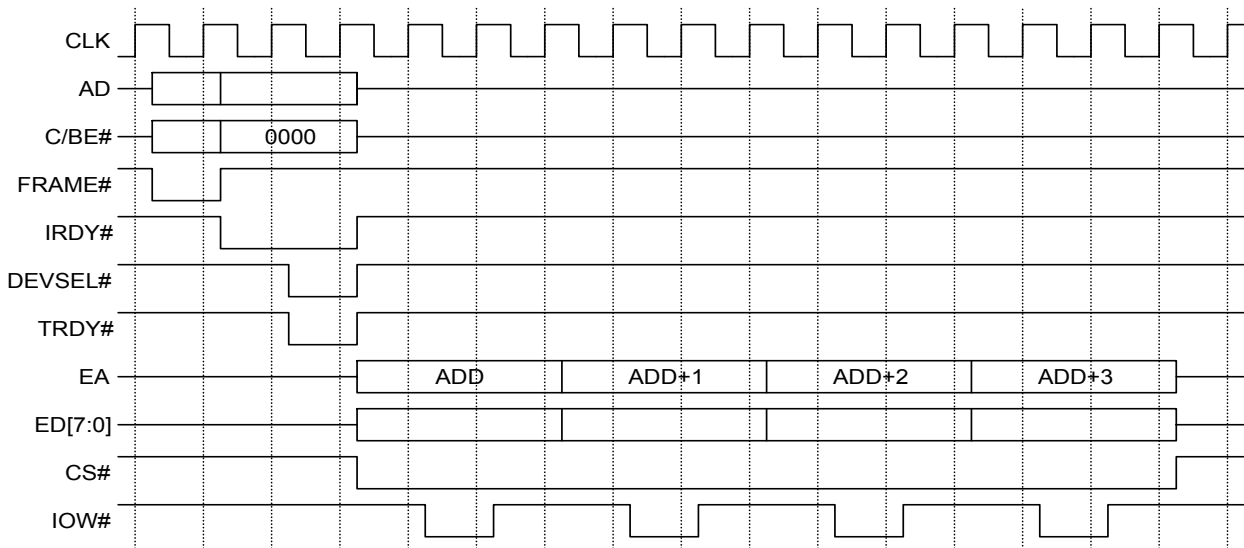 CLK
AD
C/BE# 0000
FRAME#
IRDY#
DEVSEL#
TRDY#
EA ADD ADD+1 ADD+2 ADD+3
ED[7:0]
CS#
IOW#